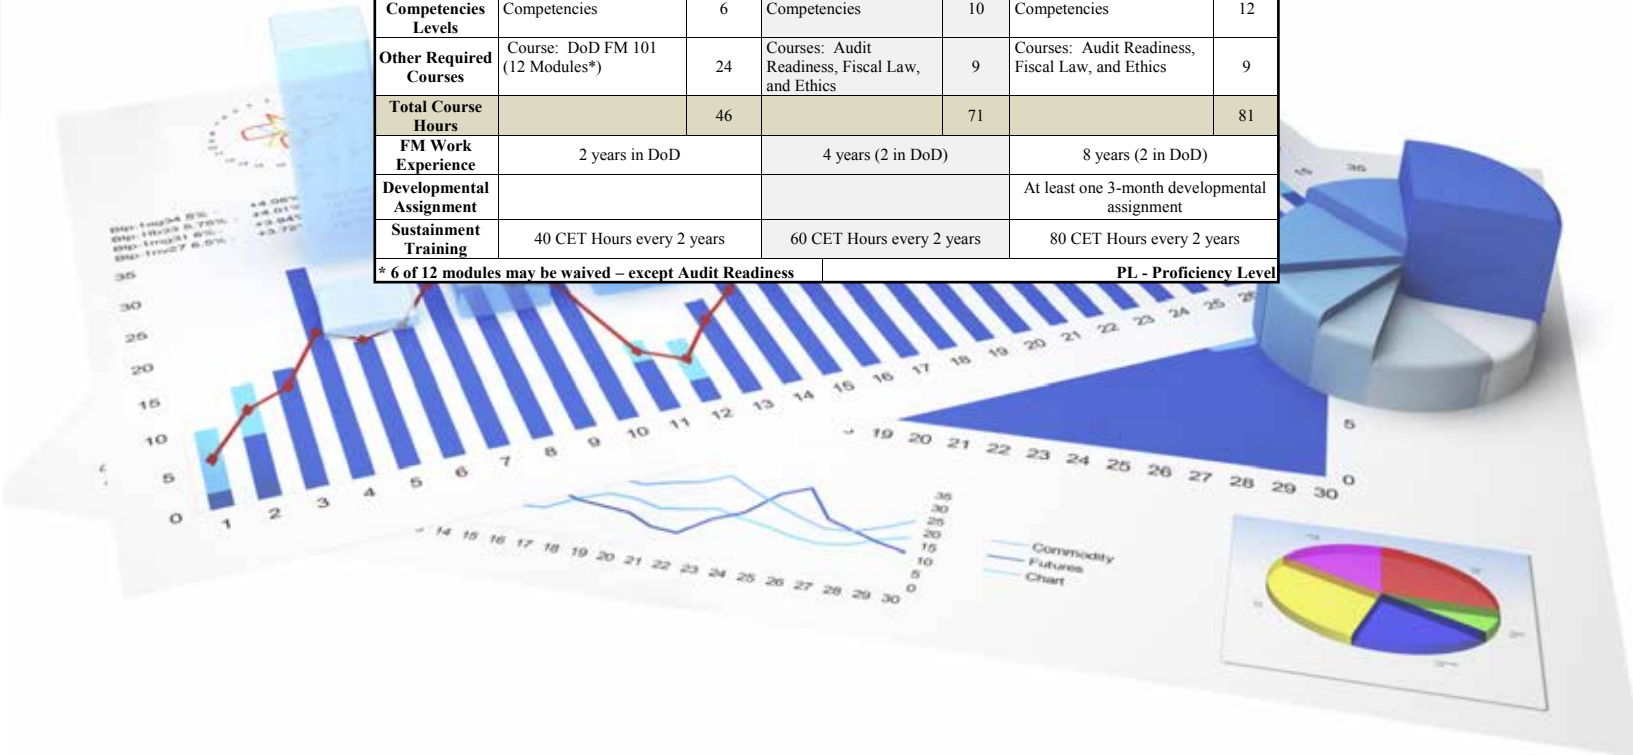 Competencies Levels Competencies 6 Competencies 10 Competencies 12
Other Required Courses Course: DoD FM 101 (12 Modules*) 24 Courses: Audit Readiness, Fiscal Law, and Ethics 9 Courses: Audit Readiness, Fiscal Law, and Ethics 9
Total Course Hours 46 71 81
FM Work Experience 2 years in DoD 4 years (2 in DoD) 8 years (2 in DoD)
Developmental Assignment At least one 3-month developmental assignment
Sustainment Training 40 CET Hours every 2 years 60 CET Hours every 2 years 80 CET Hours every 2 years
* 6 of 12 modules may be waived – except Audit Readiness PL - Proficiency Level
35
30
25
20
15
10
5
0
1 2 3 4 5 6 7 8 9 10 11 12 13 14 15 16 17 18 19 20 21 22 23 24 25
19 20 21 22 23 24 25 26 27 28 29 30
5
0
14 15 16 17 18 19 20 21 22 23 24 25 26 27 28 29 30
35
30
25
20
15
10
5
0
Commodity
Futures
Chart